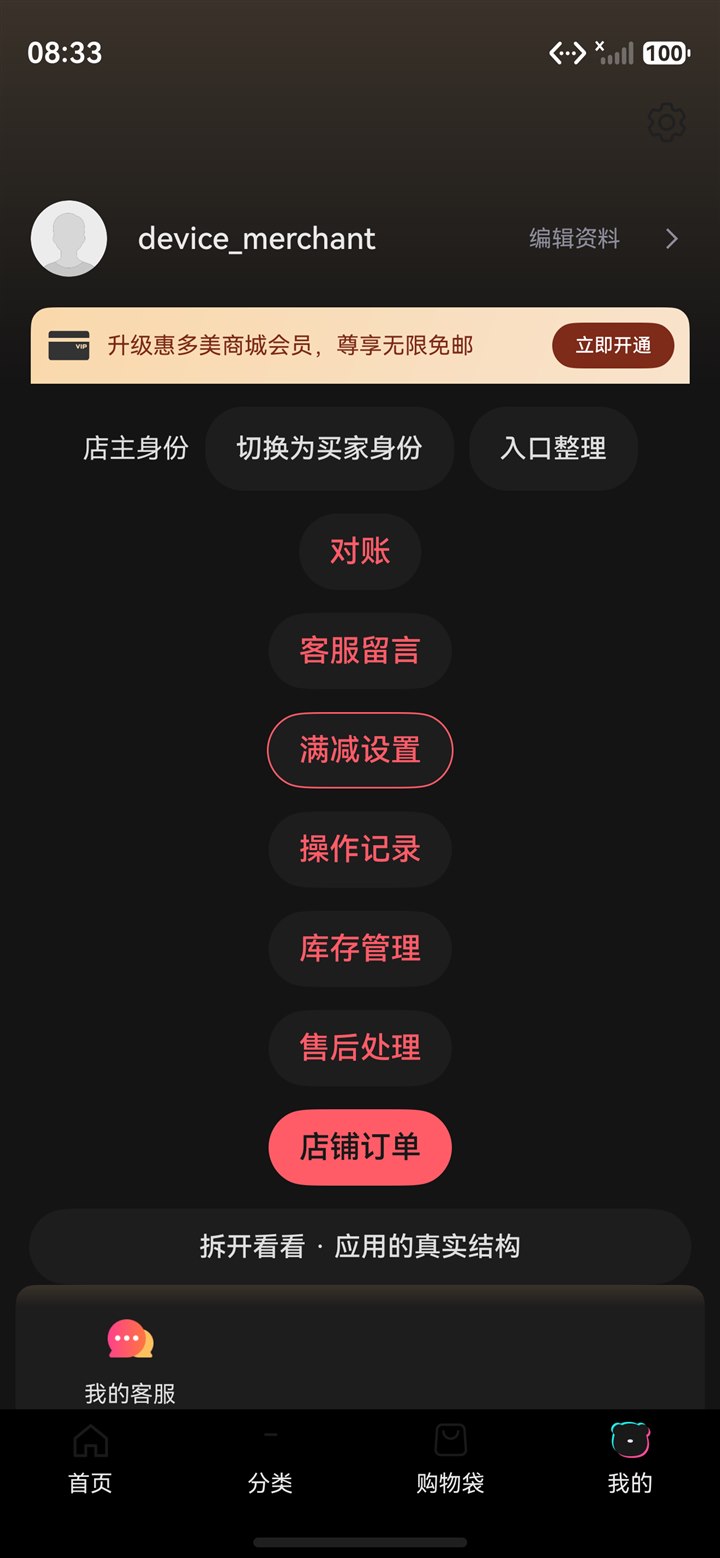 08:33
100
device_merchant
编辑资料
VIP
升级惠多美商城会员，尊享无限免邮
立即开通
店主身份
切换为买家身份
入口整理
对账
客服留言
满减设置
操作记录
库存管理
售后处理
店铺订单
拆开看看 · 应用的真实结构
我的客服
首页
分类
购物袋
我的